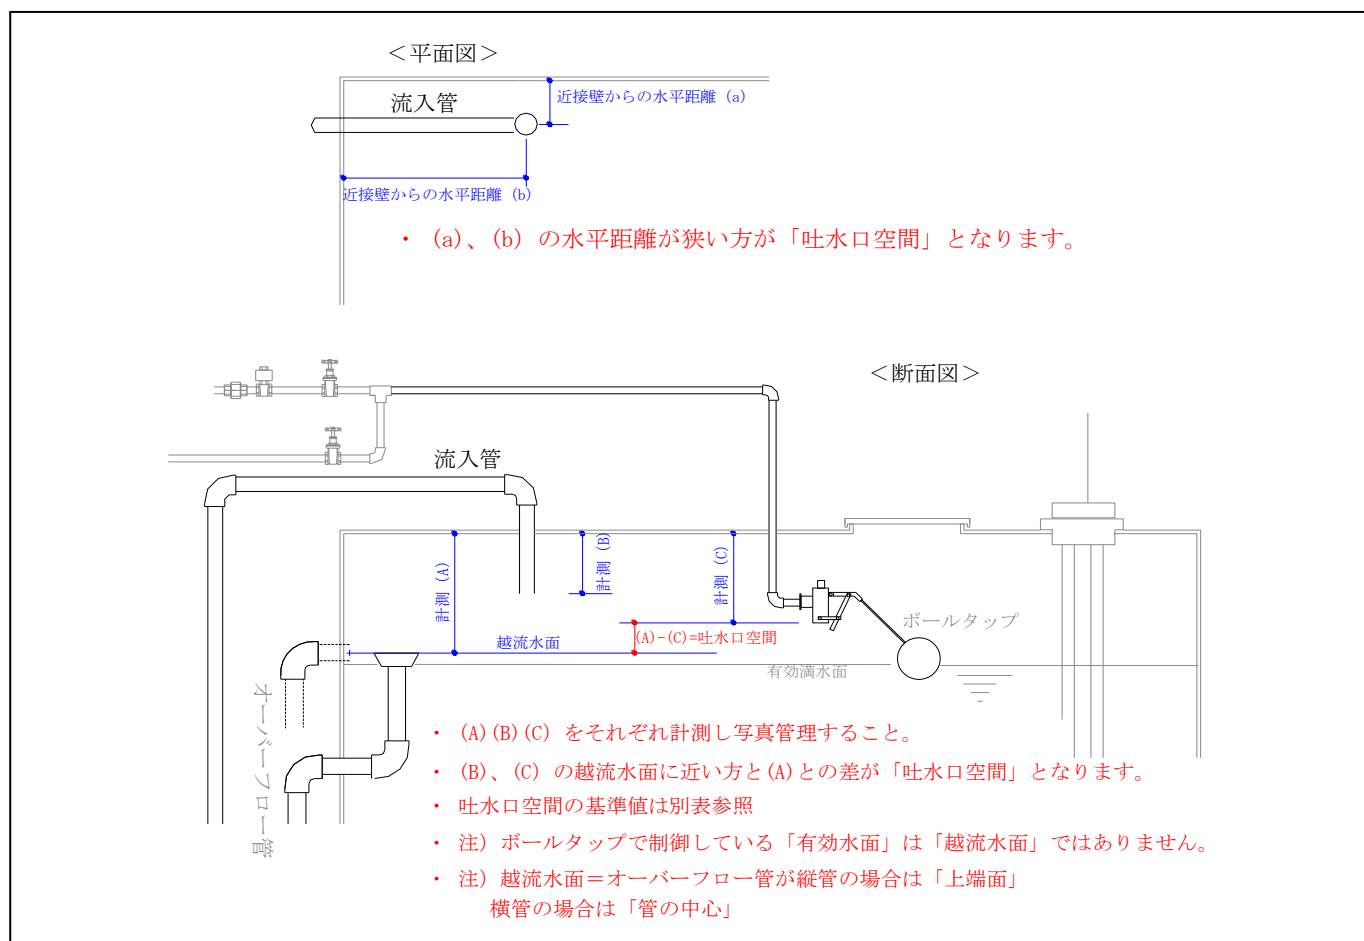 ＜平面図＞
近接壁からの水平距離 (a)
流入管
近接壁からの水平距離 (b)
・ (a)、(b) の水平距離が狭い方が「吐水口空間」となります。
＜断面図＞
流入管
計測 (A)
計測 (B)
計測 (C)
ボールタップ
(A)-(C)=吐水口空間
越流水面
有効満水面
オーバーフロー管
・ (A)(B)(C) をそれぞれ計測し写真管理すること。
・ (B)、(C) の越流水面に近い方と(A)との差が「吐水口空間」となります。
・ 吐水口空間の基準値は別表参照
・ 注）ボールタップで制御している「有効水面」は「越流水面」ではありません。
・ 注）越流水面＝オーバーフロー管が縦管の場合は「上端面」
横管の場合は「管の中心」